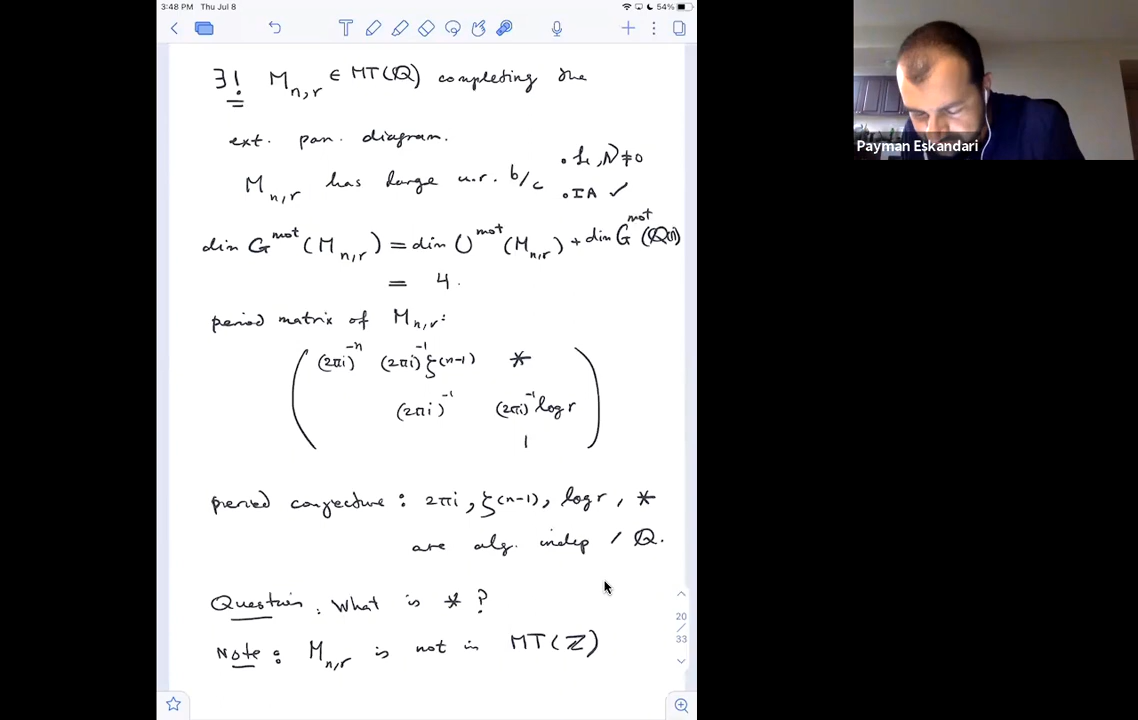 3:48 PM Thu Jul 8
54%
∃! M_{n,r} ∈ MT(ℚ) completing the
ext. pan. diagram.
M_{n,r} has large u.r. b/c
• L, N ≠ 0
• IA ✓
dim G^{mot}(M_{n,r}) = dim U^{mot}(M_{n,r}) + dim G^{mot}(ℚ(1))
= 4.
period matrix of M_{n,r}:
(2πi)^{-n} (2πi)^{-1} ζ(n-1) *
(2πi)^{-1} (2πi)^{-1} log r
1
period conjecture: 2πi, ζ(n-1), log r, *
are alg. indep / ℚ.
Question: What is * ?
Note: M_{n,r} is not in MT(ℤ)
20
/
33
Payman Eskandari